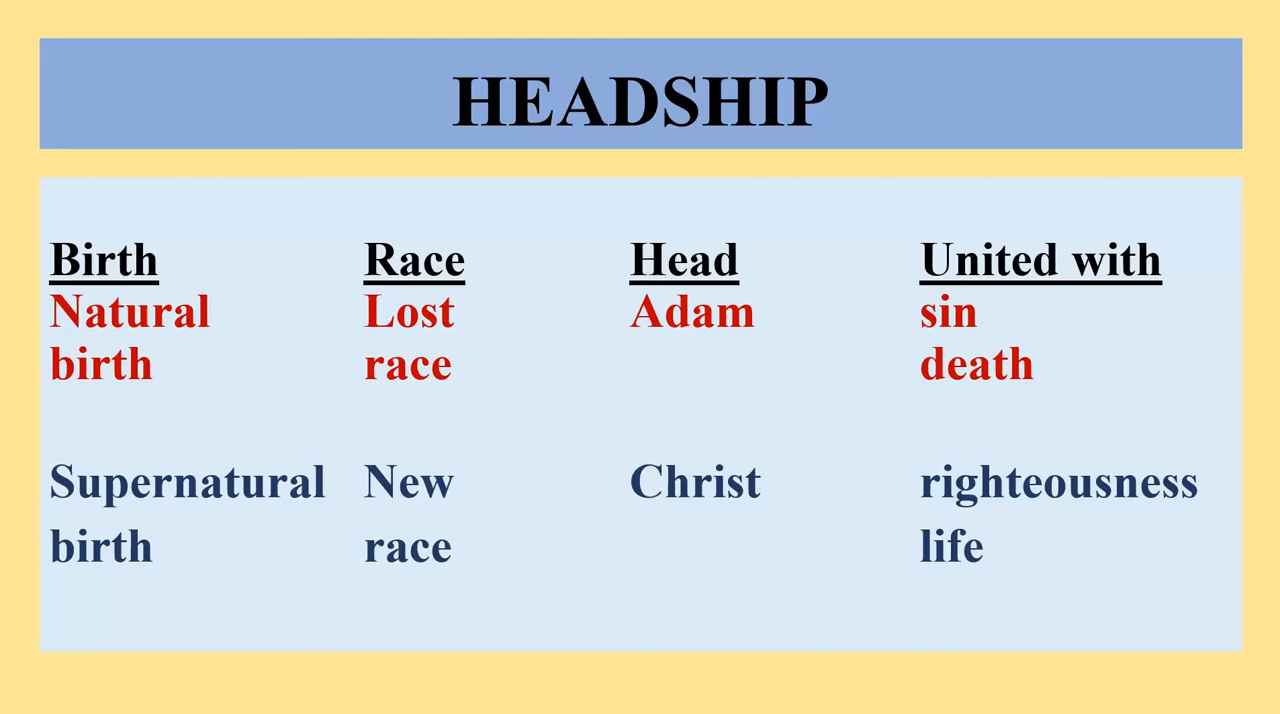 HEADSHIP
Birth Race Head United with
Natural Lost Adam sin
birth race death
Supernatural New Christ righteousness
birth race life